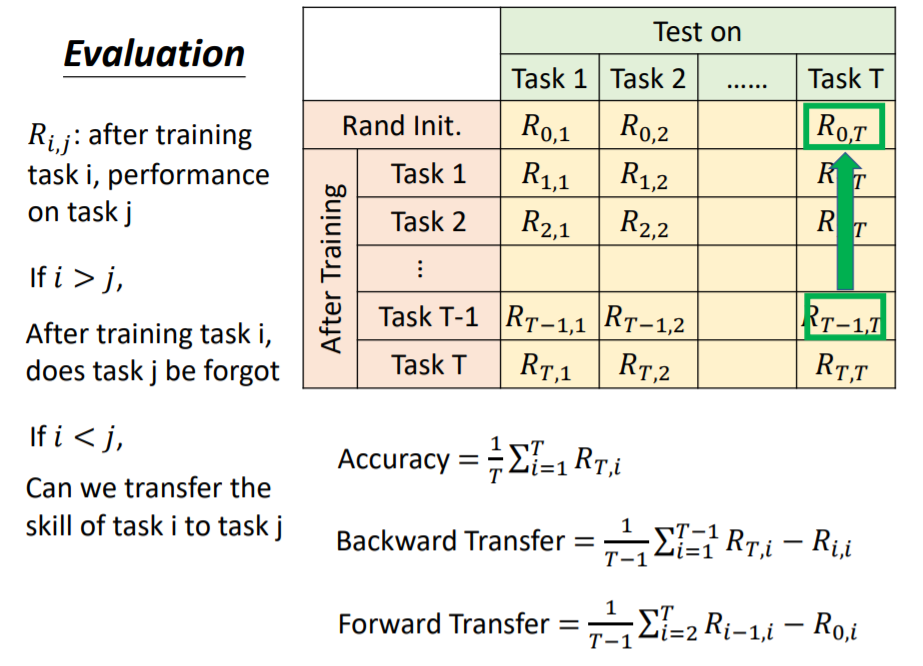 Evaluation
R_{i,j}: after training
task i, performance
on task j
If i > j,
After training task i,
does task j be forgot
If i < j,
Can we transfer the
skill of task i to task j
Test on
Task 1 Task 2 …… Task T
Rand Init. R_{0,1} R_{0,2} R_{0,T}
After Training
Task 1 R_{1,1} R_{1,2} R T
Task 2 R_{2,1} R_{2,2} R T
⋮
Task T-1 R_{T−1,1} R_{T−1,2} R_{T−1,T}
Task T R_{T,1} R_{T,2} R_{T,T}
Accuracy = \frac{1}{T} \sum_{i=1}^{T} R_{T,i}
Backward Transfer = \frac{1}{T−1} \sum_{i=1}^{T−1} R_{T,i} − R_{i,i}
Forward Transfer = \frac{1}{T−1} \sum_{i=2}^{T} R_{i−1,i} − R_{0,i}